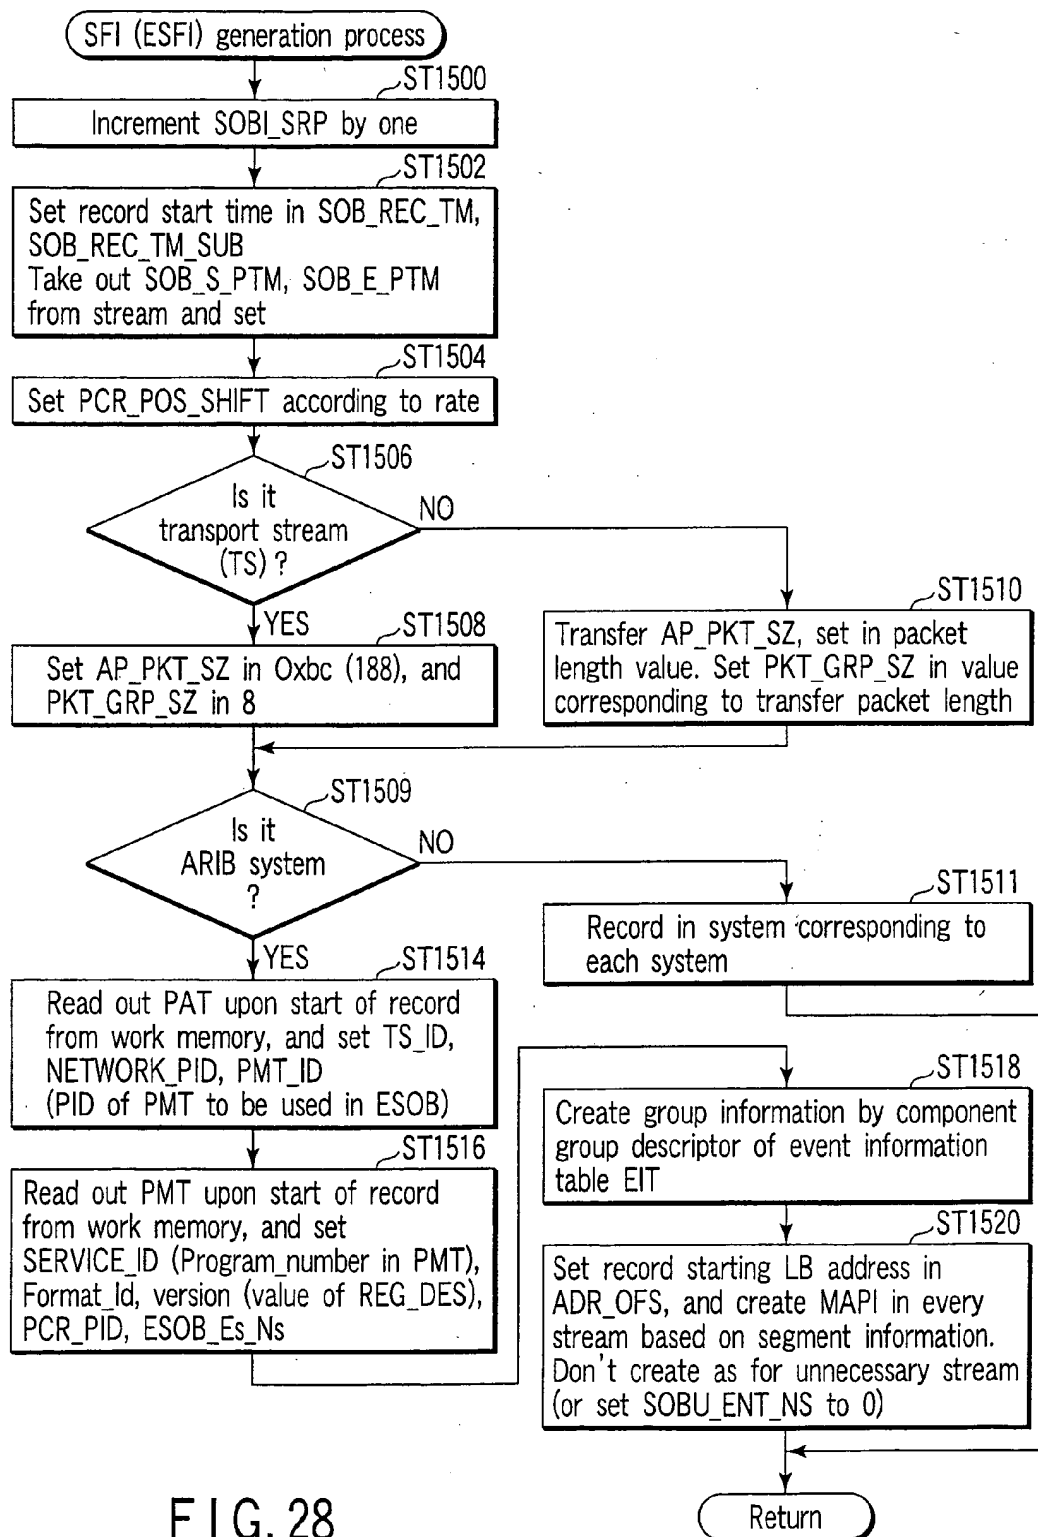 SFI (ESFI) generation process
ST1500
Increment SOBI_SRP by one
ST1502
Set record start time in SOB_REC_TM,
SOB_REC_TM_SUB
Take out SOB_S_PTM, SOB_E_PTM
from stream and set
ST1504
Set PCR_POS_SHIFT according to rate
ST1506
Is it
transport stream
(TS) ?
NO
YES
ST1508
Set AP_PKT_SZ in Oxbc (188), and
PKT_GRP_SZ in 8
ST1510
Transfer AP_PKT_SZ, set in packet
length value. Set PKT_GRP_SZ in value
corresponding to transfer packet length
ST1509
Is it
ARIB system
?
NO
YES
ST1511
Record in system corresponding to
each system
ST1514
Read out PAT upon start of record
from work memory, and set TS_ID,
NETWORK_PID, PMT_ID
(PID of PMT to be used in ESOB)
ST1516
Read out PMT upon start of record
from work memory, and set
SERVICE_ID (Program_number in PMT),
Format_Id, version (value of REG_DES),
PCR_PID, ESOB_Es_Ns
ST1518
Create group information by component
group descriptor of event information
table EIT
ST1520
Set record starting LB address in
ADR_OFS, and create MAPI in every
stream based on segment information.
Don't create as for unnecessary stream
(or set SOBU_ENT_NS to 0)
Return
FIG. 28